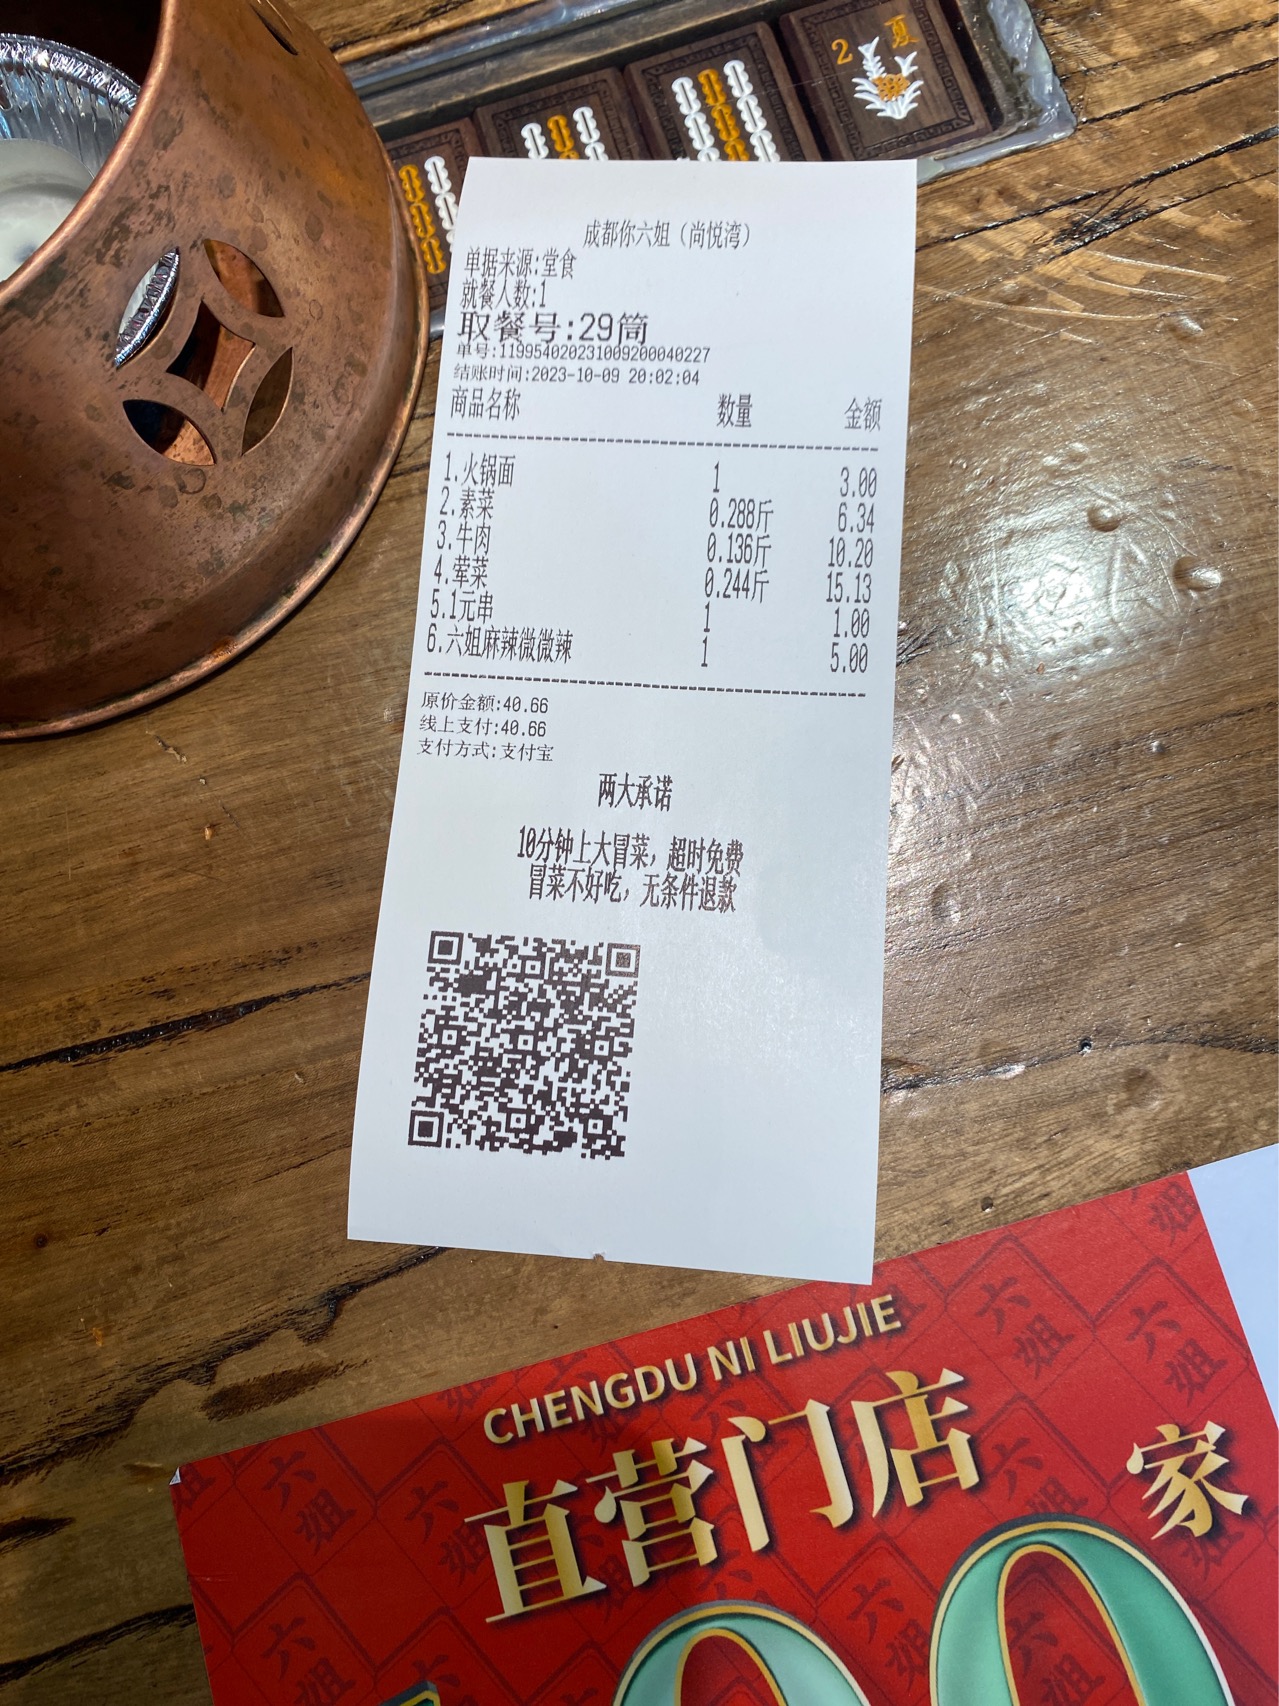 2 夏
成都你六姐（尚悦湾）
单据来源:堂食
就餐人数:1
取餐号:29筒
单号:119954020231009200040227
结账时间:2023-10-09 20:02:04
商品名称 数量 金额
1.火锅面 1 3.00
2.素菜 0.288斤 6.34
3.牛肉 0.136斤 10.20
4.荤菜 0.244斤 15.13
5.1元串 1 1.00
6.六姐麻辣微微辣 1 5.00
原价金额:40.66
线上支付:40.66
支付方式:支付宝
两大承诺
10分钟上大冒菜，超时免费
冒菜不好吃，无条件退款
CHENGDU NI LIUJIE
直营门店
家
六姐